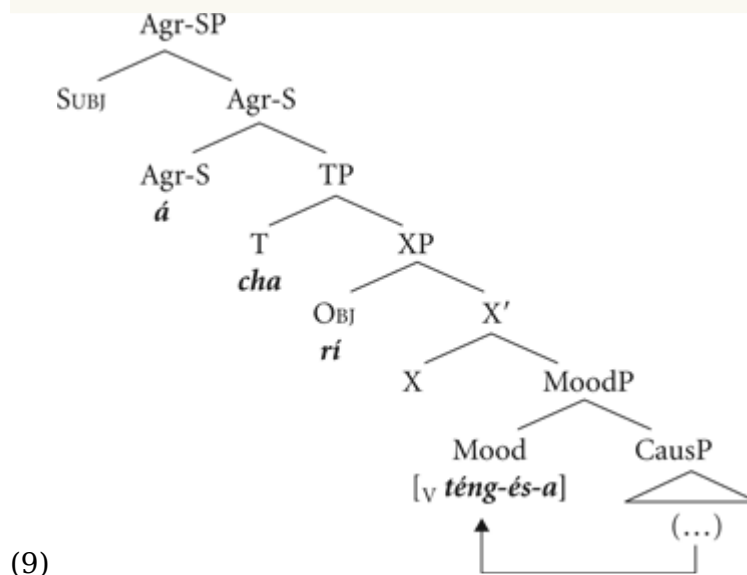 Agr-SP
SUBJ Agr-S
Agr-S TP
á
T XP
cha
OBJ X′
rí
X MoodP
Mood CausP
[V téng-és-a]
(…)
(9)